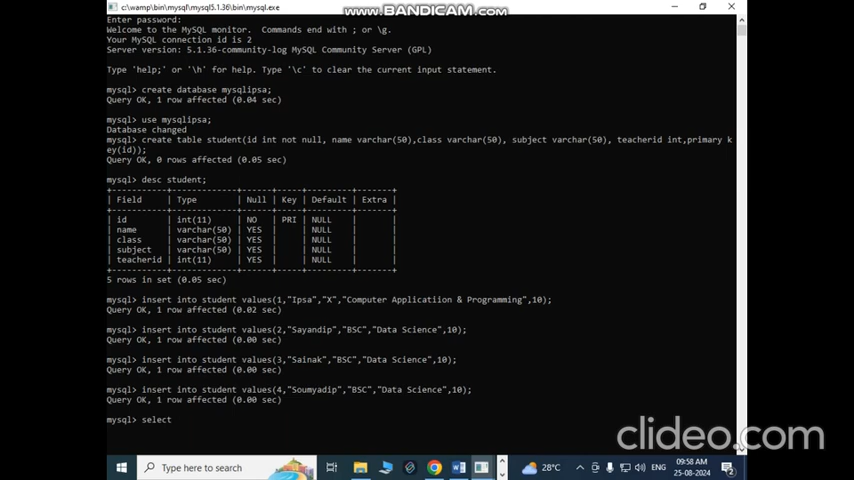 c:\wamp\bin\mysql\mysql5.1.36\bin\mysql.exe
www.BANDICAM.com
Enter password:
Welcome to the MySQL monitor.  Commands end with ; or \g.
Your MySQL connection id is 2
Server version: 5.1.36-community-log MySQL Community Server (GPL)
Type 'help;' or '\h' for help. Type '\c' to clear the current input statement.
mysql> create database mysqlipsa;
Query OK, 1 row affected (0.04 sec)
mysql> use mysqlipsa;
Database changed
mysql> create table student(id int not null, name varchar(50),class varchar(50), subject varchar(50), teacherid int,primary k
ey(id));
Query OK, 0 rows affected (0.05 sec)
mysql> desc student;
+-----------+-------------+------+-----+---------+-------+
| Field     | Type        | Null | Key | Default | Extra |
+-----------+-------------+------+-----+---------+-------+
| id        | int(11)     | NO   | PRI | NULL    |       |
| name      | varchar(50) | YES  |     | NULL    |       |
| class     | varchar(50) | YES  |     | NULL    |       |
| subject   | varchar(50) | YES  |     | NULL    |       |
| teacherid | int(11)     | YES  |     | NULL    |       |
+-----------+-------------+------+-----+---------+-------+
5 rows in set (0.05 sec)
mysql> insert into student values(1,"Ipsa","X","Computer Applicatiion & Programming",10);
Query OK, 1 row affected (0.02 sec)
mysql> insert into student values(2,"Sayandip","BSC","Data Science",10);
Query OK, 1 row affected (0.00 sec)
mysql> insert into student values(3,"Sainak","BSC","Data Science",10);
Query OK, 1 row affected (0.00 sec)
mysql> insert into student values(4,"Soumyadip","BSC","Data Science",10);
Query OK, 1 row affected (0.00 sec)
mysql> select
clideo.com
Type here to search
28°C
ENG
09:58 AM
25-08-2024
2